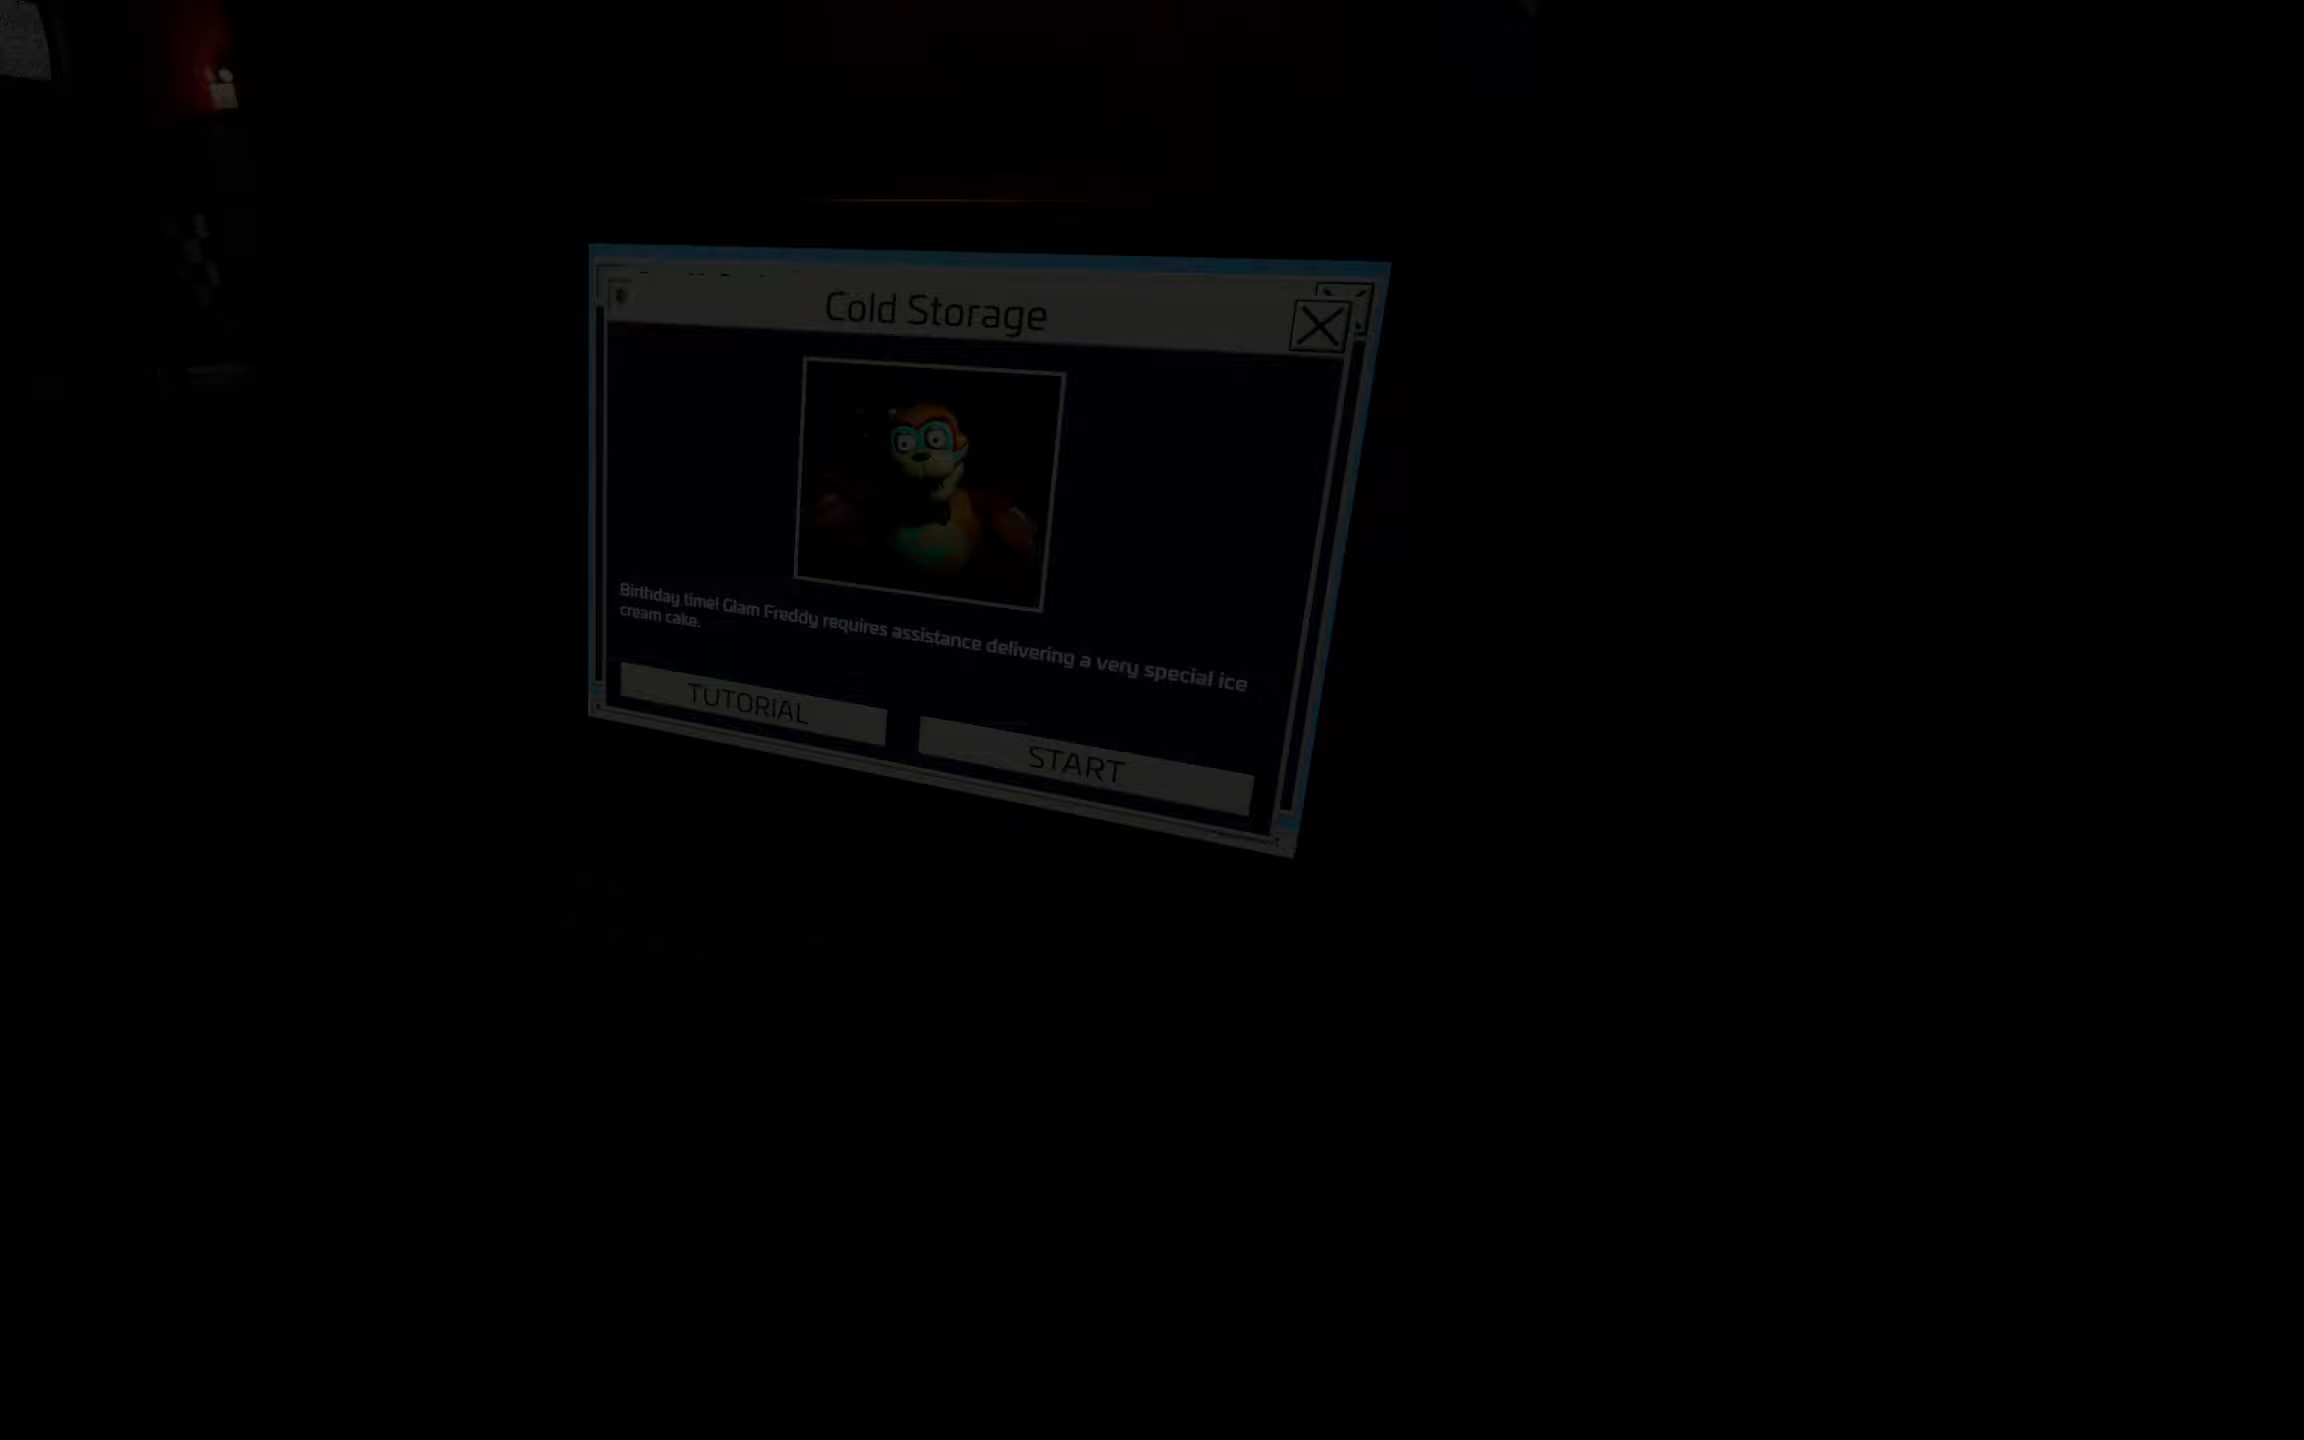 Cold Storage
Birthday time! Glam Freddy requires assistance delivering a very special ice
cream cake.
TUTORIAL
START